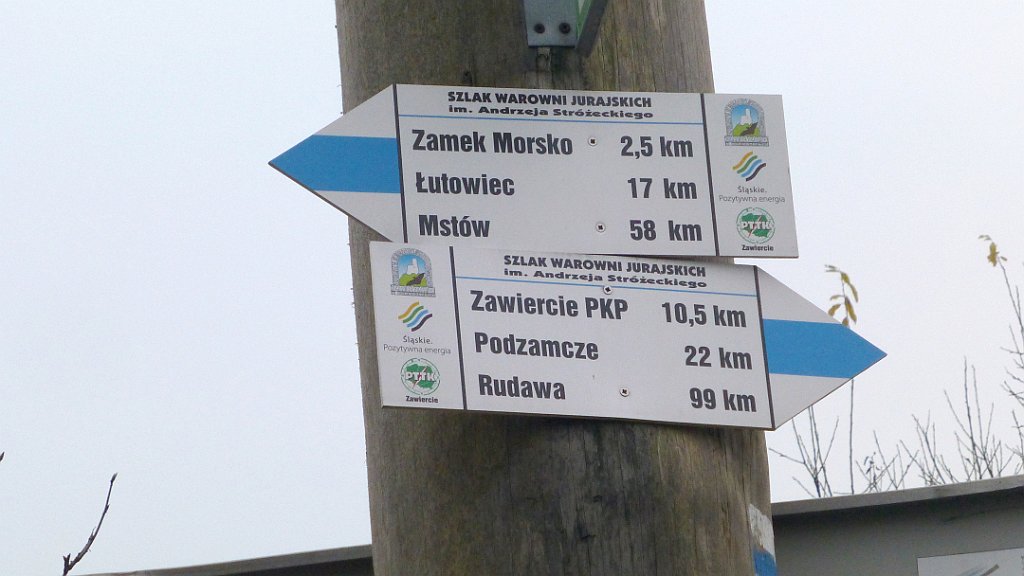 SZLAK WAROWNI JURAJSKICH
im. Andrzeja Stróżeckiego
Zamek Morsko 2,5 km
Łutowiec 17 km
Mstów 58 km
Śląskie.
Pozytywna energia
PTTK
Zawiercie
SZLAK WAROWNI JURAJSKICH
im. Andrzeja Stróżeckiego
Zawiercie PKP 10,5 km
Podzamcze 22 km
Rudawa 99 km
Śląskie.
Pozytywna energia
PTTK
Zawiercie